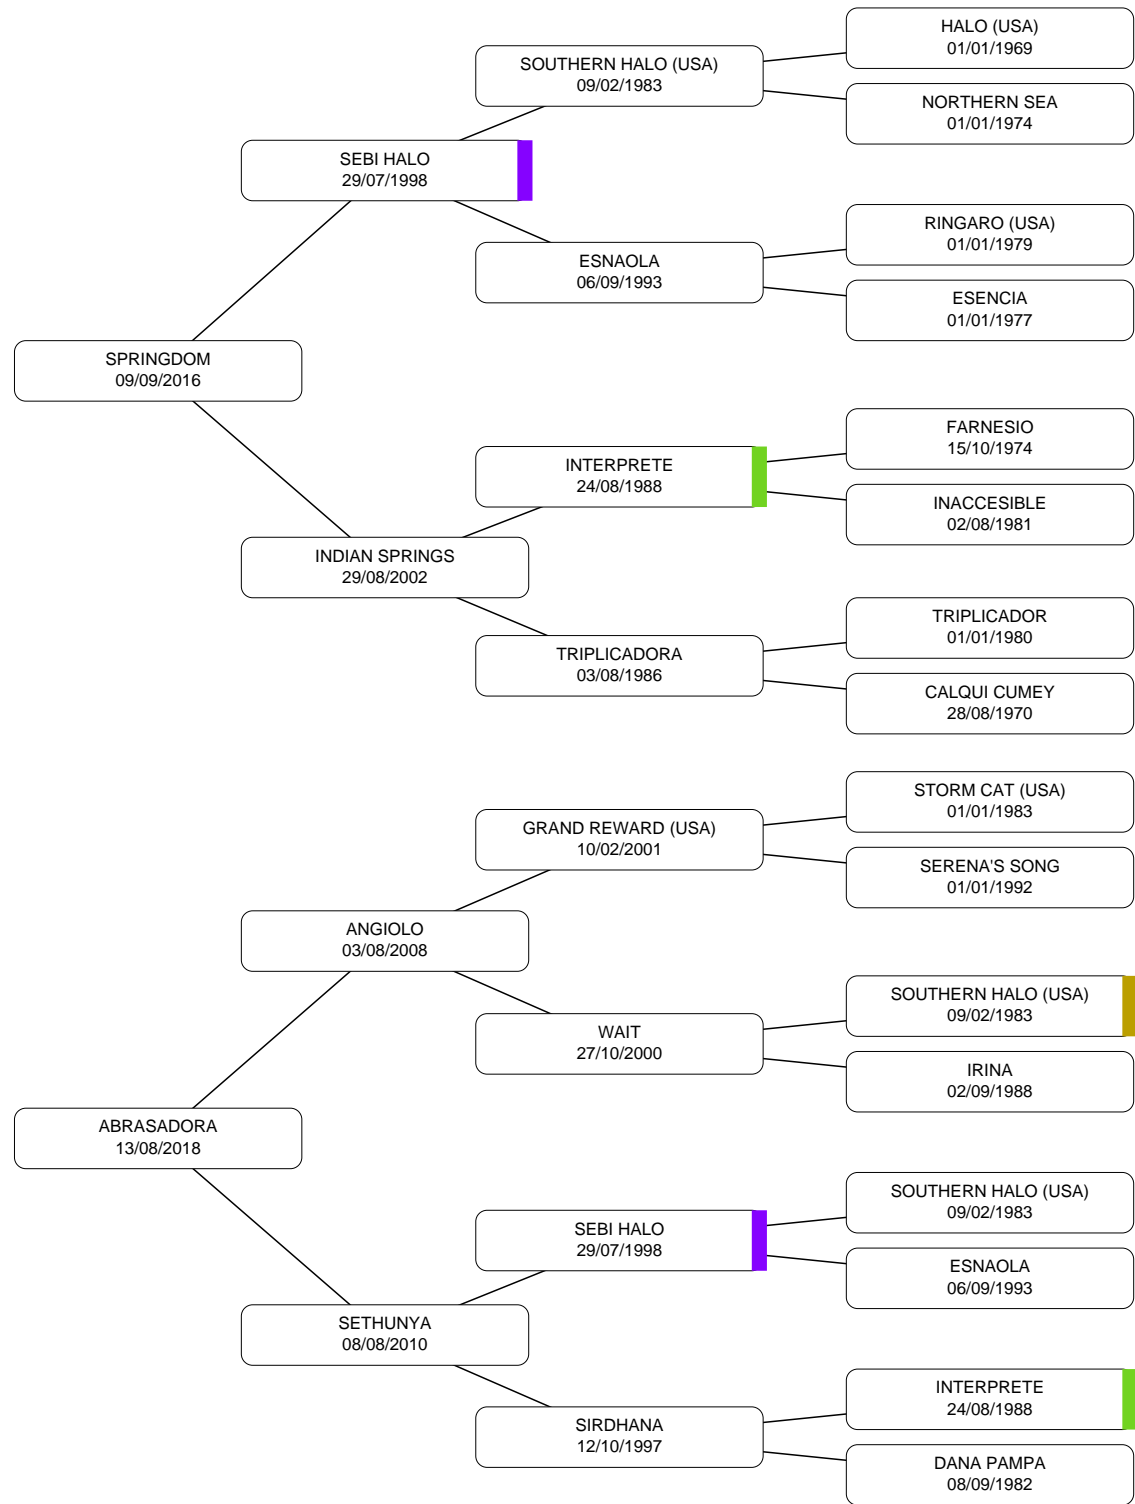 HALO (USA)
01/01/1969
SOUTHERN HALO (USA)
09/02/1983
NORTHERN SEA
01/01/1974
SEBI HALO
29/07/1998
RINGARO (USA)
01/01/1979
ESNAOLA
06/09/1993
ESENCIA
01/01/1977
SPRINGDOM
09/09/2016
FARNESIO
15/10/1974
INTERPRETE
24/08/1988
INACCESIBLE
02/08/1981
INDIAN SPRINGS
29/08/2002
TRIPLICADOR
01/01/1980
TRIPLICADORA
03/08/1986
CALQUI CUMEY
28/08/1970
STORM CAT (USA)
01/01/1983
GRAND REWARD (USA)
10/02/2001
SERENA'S SONG
01/01/1992
ANGIOLO
03/08/2008
SOUTHERN HALO (USA)
09/02/1983
WAIT
27/10/2000
IRINA
02/09/1988
ABRASADORA
13/08/2018
SOUTHERN HALO (USA)
09/02/1983
SEBI HALO
29/07/1998
ESNAOLA
06/09/1993
SETHUNYA
08/08/2010
INTERPRETE
24/08/1988
SIRDHANA
12/10/1997
DANA PAMPA
08/09/1982